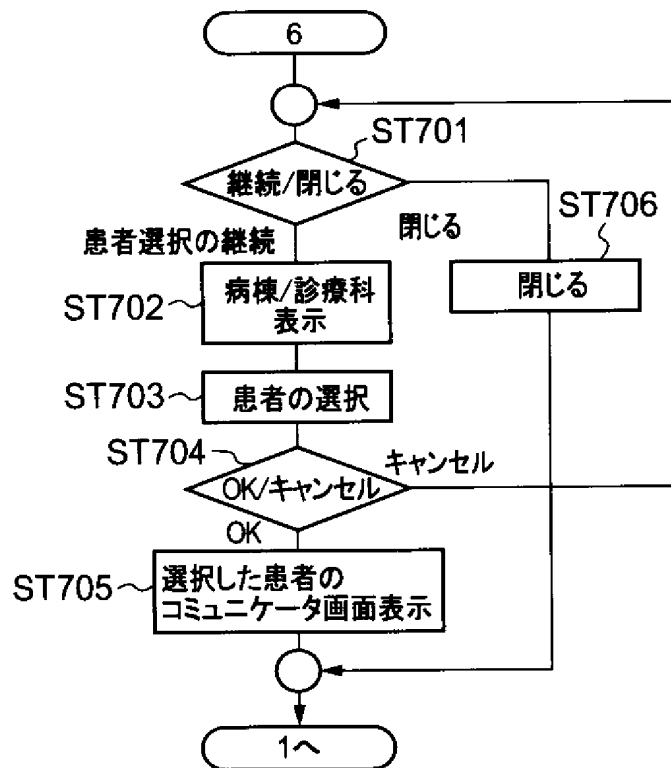 6
ST701
継続/閉じる
患者選択の継続
閉じる
ST706
閉じる
ST702
病棟/診療科
表示
ST703
患者の選択
ST704
キャンセル
OK/キャンセル
OK
ST705
選択した患者の
コミュニケータ画面表示
1へ